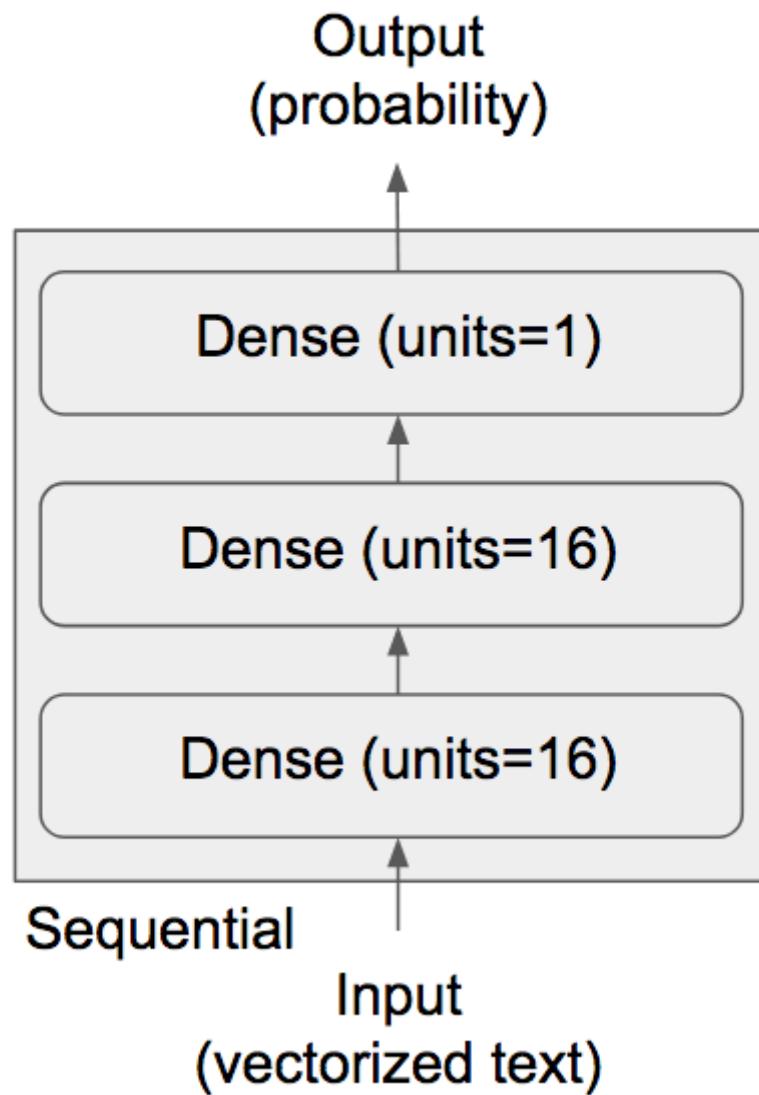 Output
(probability)
Dense (units=1)
Dense (units=16)
Dense (units=16)
Sequential
Input
(vectorized text)